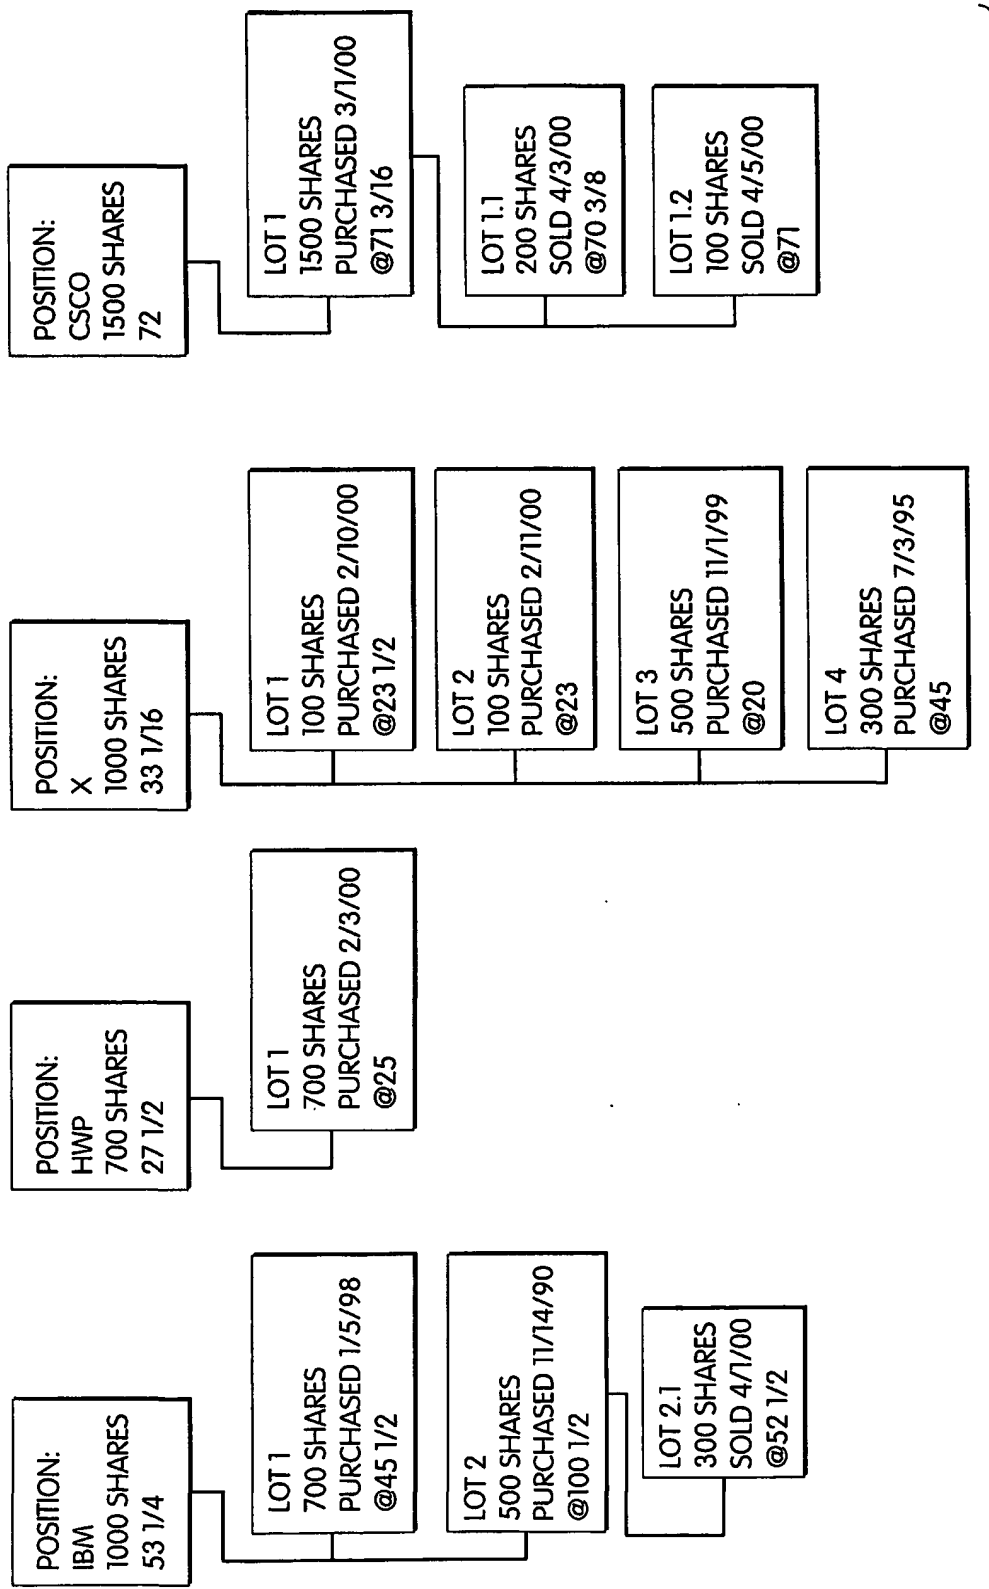 POSITION:
IBM
1000 SHARES
53 1/4
LOT 1
700 SHARES
PURCHASED 1/5/98
@45 1/2
LOT 2
500 SHARES
PURCHASED 11/14/90
@100 1/2
LOT 2.1
300 SHARES
SOLD 4/1/00
@52 1/2
POSITION:
HWP
700 SHARES
27 1/2
LOT 1
700 SHARES
PURCHASED 2/3/00
@25
POSITION:
X
1000 SHARES
33 1/16
LOT 1
100 SHARES
PURCHASED 2/10/00
@23 1/2
LOT 2
100 SHARES
PURCHASED 2/11/00
@23
LOT 3
500 SHARES
PURCHASED 11/1/99
@20
LOT 4
300 SHARES
PURCHASED 7/3/95
@45
POSITION:
CSCO
1500 SHARES
72
LOT 1
1500 SHARES
PURCHASED 3/1/00
@71 3/16
LOT 1.1
200 SHARES
SOLD 4/3/00
@70 3/8
LOT 1.2
100 SHARES
SOLD 4/5/00
@71